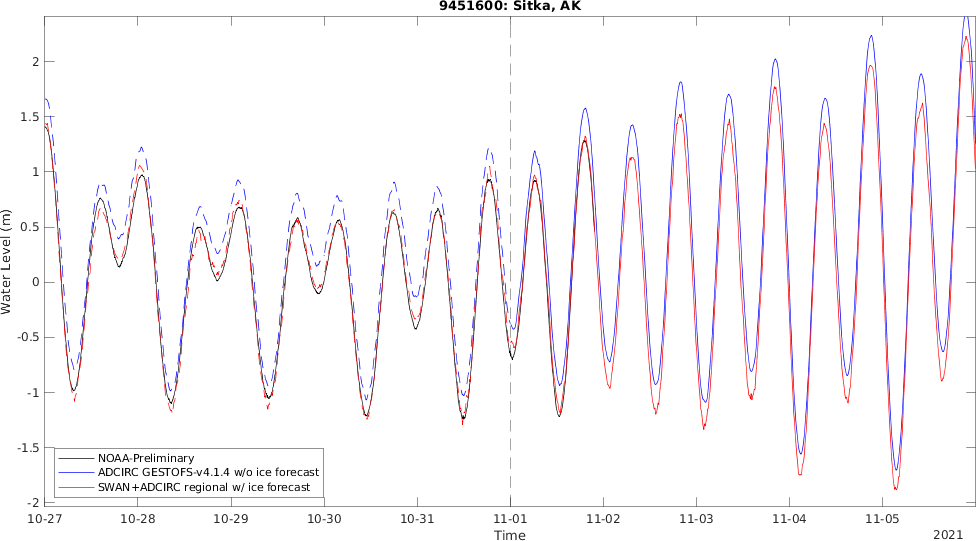 9451600: Sitka, AK
Water Level (m)
2
1.5
1
0.5
0
-0.5
-1
-1.5
-2
NOAA-Preliminary
ADCIRC GESTOFS-v4.1.4 w/o ice forecast
SWAN+ADCIRC regional w/ ice forecast
10-27 10-28 10-29 10-30 10-31 11-01 11-02 11-03 11-04 11-05
Time
2021